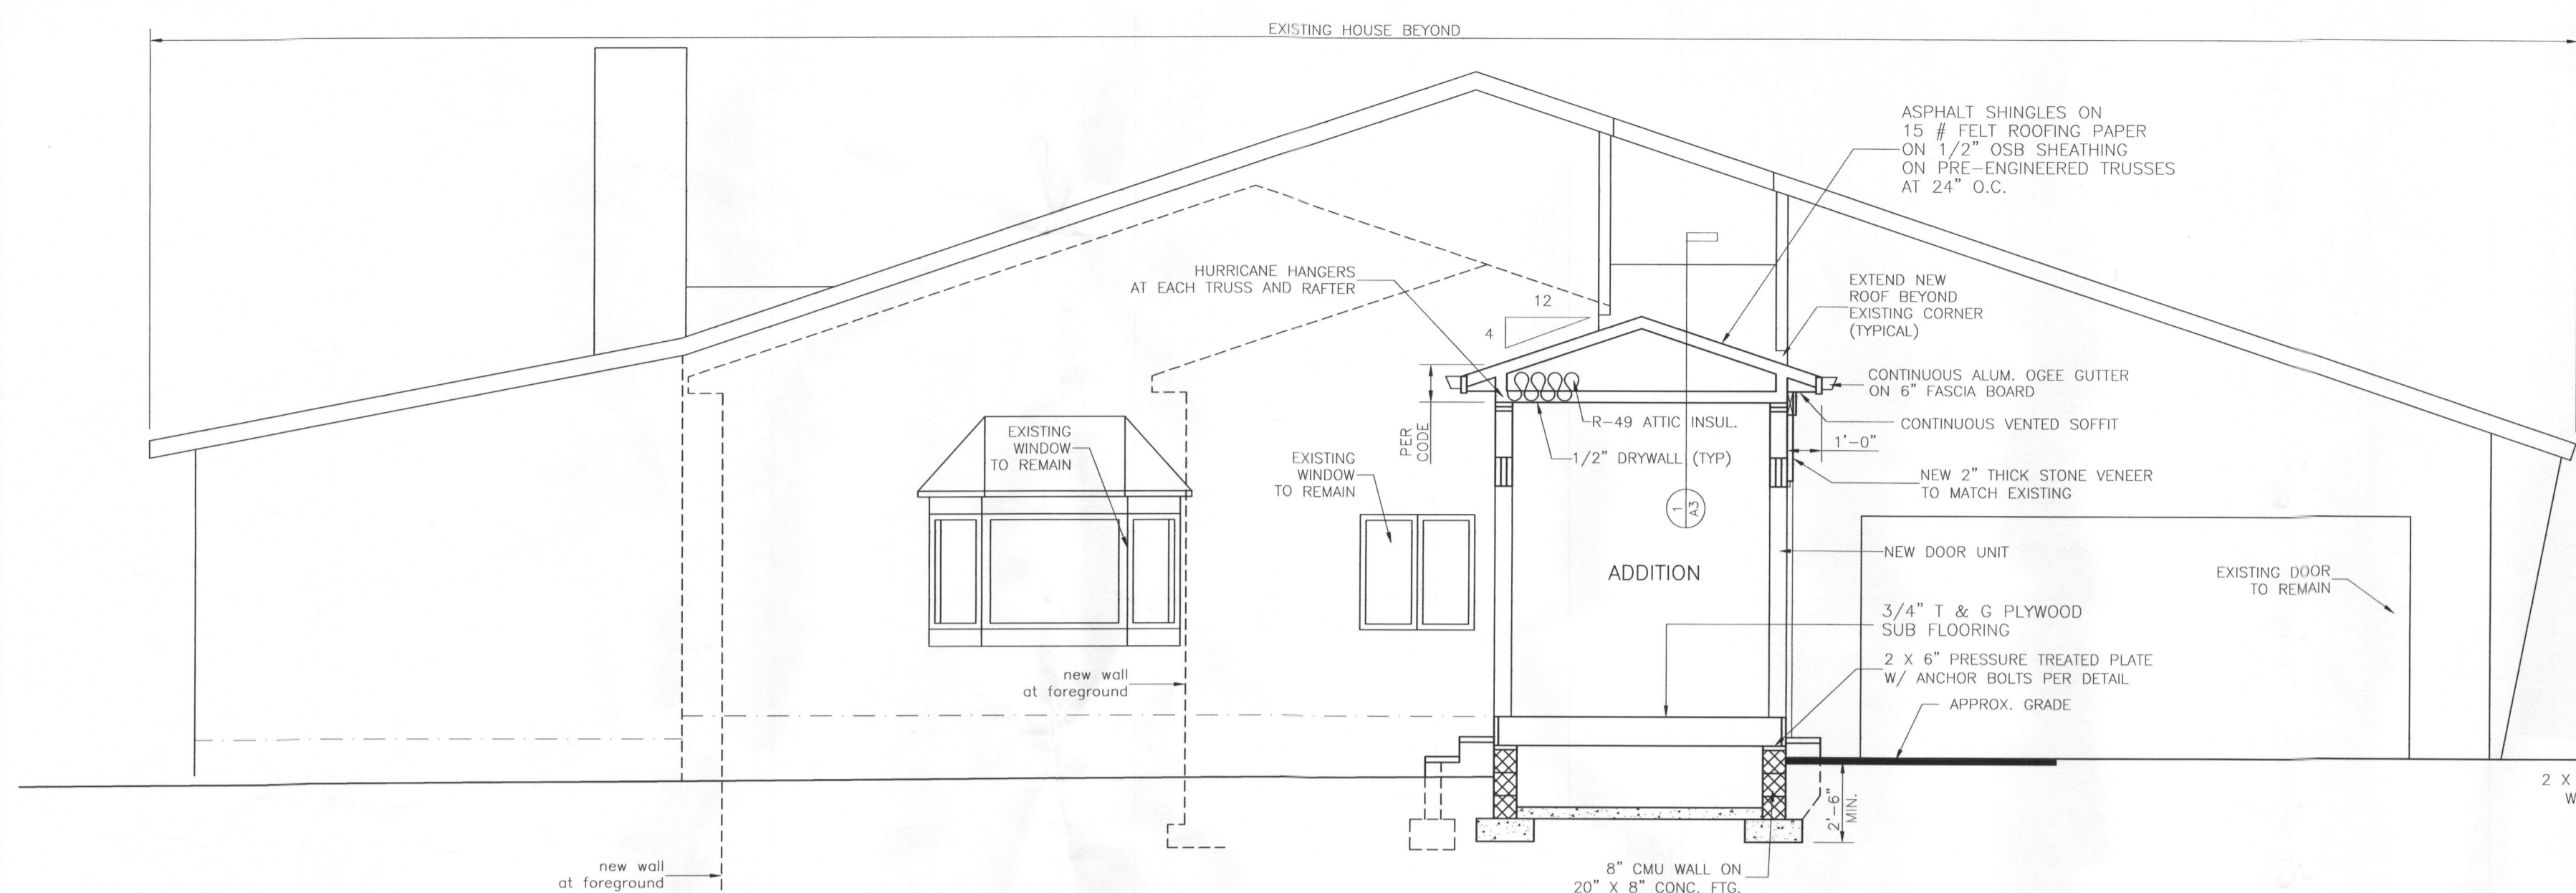 EXISTING HOUSE BEYOND
ASPHALT SHINGLES ON
15 # FELT ROOFING PAPER
ON 1/2" OSB SHEATHING
ON PRE-ENGINEERED TRUSSES
AT 24" O.C.
HURRICANE HANGERS
AT EACH TRUSS AND RAFTER
12
4
EXTEND NEW
ROOF BEYOND
EXISTING CORNER
(TYPICAL)
CONTINUOUS ALUM. OGEE GUTTER
ON 6" FASCIA BOARD
CONTINUOUS VENTED SOFFIT
1'-0"
PER
CODE
R-49 ATTIC INSUL.
1/2" DRYWALL (TYP)
EXISTING
WINDOW
TO REMAIN
EXISTING
WINDOW
TO REMAIN
NEW 2" THICK STONE VENEER
TO MATCH EXISTING
1
A3
NEW DOOR UNIT
ADDITION
EXISTING DOOR
TO REMAIN
3/4" T & G PLYWOOD
SUB FLOORING
2 X 6" PRESSURE TREATED PLATE
W/ ANCHOR BOLTS PER DETAIL
new wall
at foreground
APPROX. GRADE
2'-6"
MIN.
2 X
W
new wall
at foreground
8" CMU WALL ON
20" X 8" CONC. FTG.